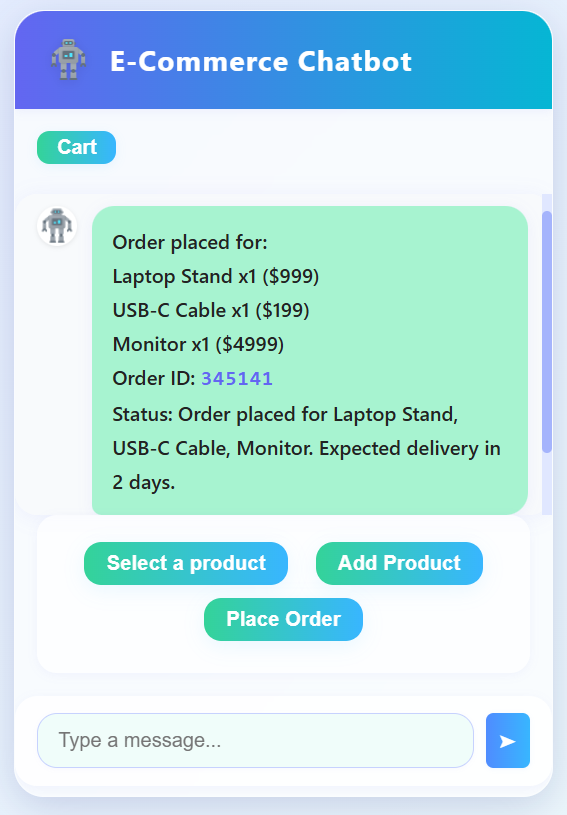 E-Commerce Chatbot
Cart
Order placed for:
Laptop Stand x1 ($999)
USB-C Cable x1 ($199)
Monitor x1 ($4999)
Order ID: 345141
Status: Order placed for Laptop Stand,
USB-C Cable, Monitor. Expected delivery in
2 days.
Select a product
Add Product
Place Order
Type a message...